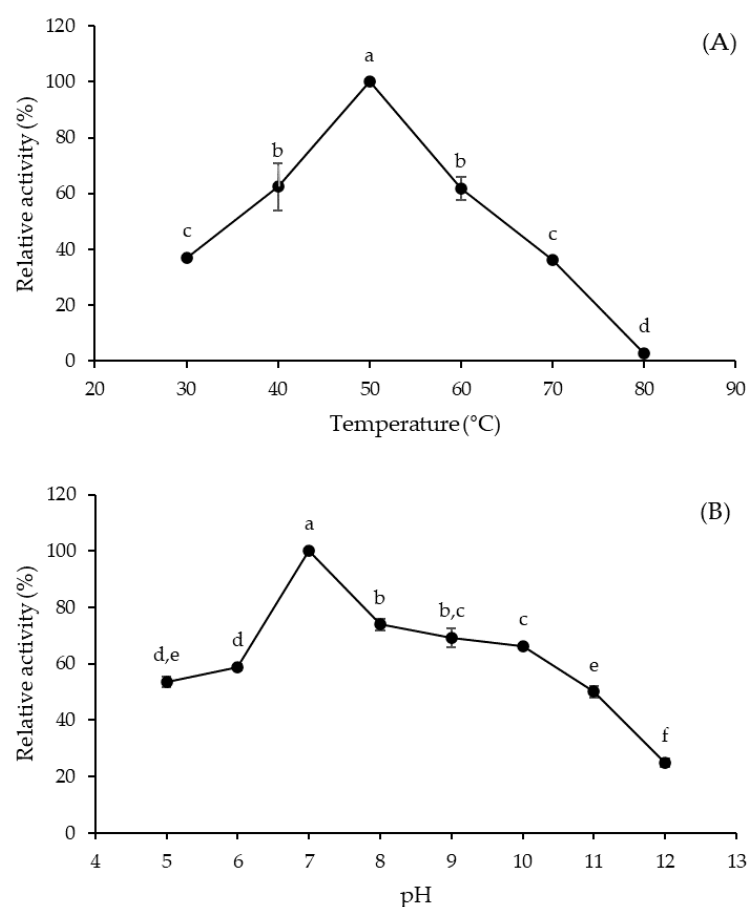 (A)
Relative activity (%)
120
100
80
60
40
20
0
a
b
b
c
c
d
20 30 40 50 60 70 80 90
Temperature (°C)
(B)
Relative activity (%)
120
100
80
60
40
20
0
a
b
b,c
c
d,e
d
e
f
4 5 6 7 8 9 10 11 12 13
pH